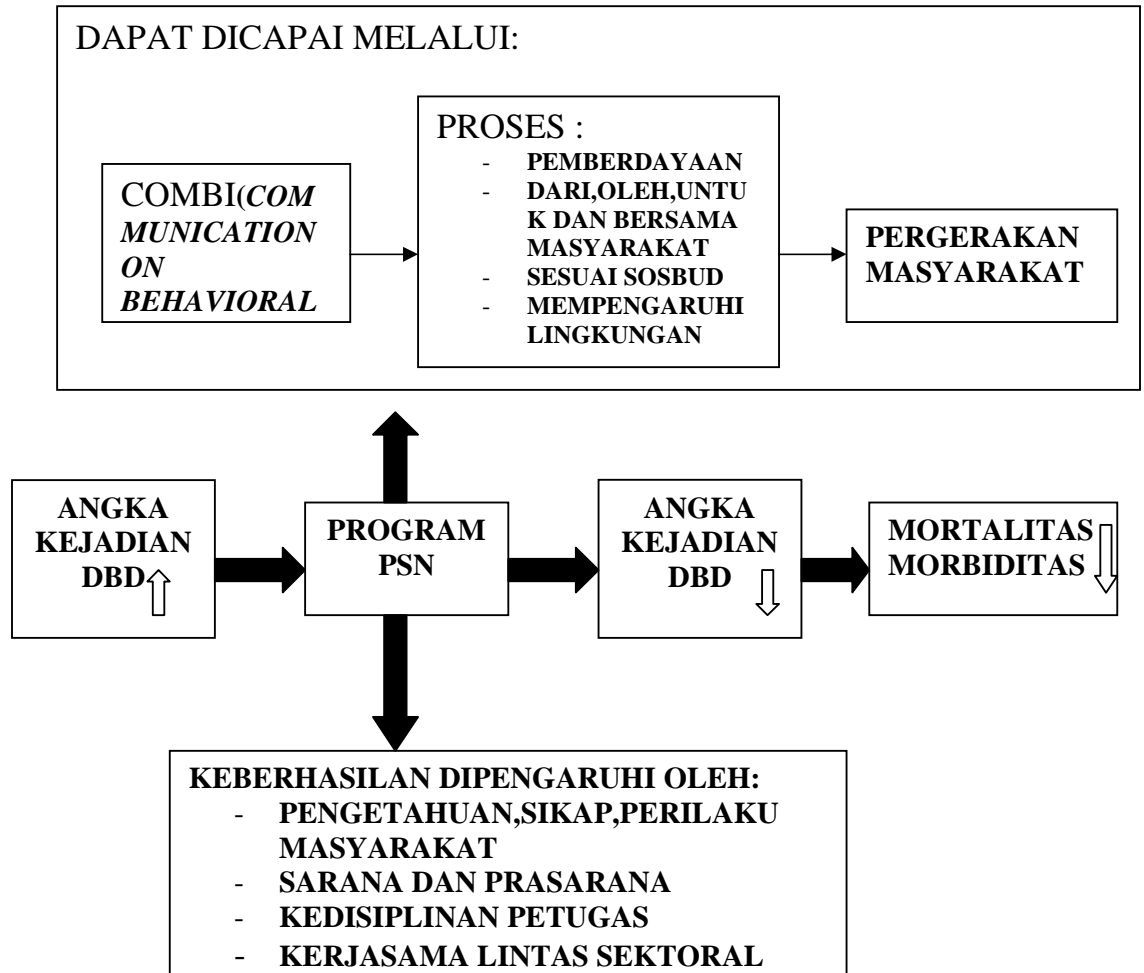 DAPAT DICAPAI MELALUI:
COMBI(COM
MUNICATION
ON
BEHAVIORAL
PROSES :
- PEMBERDAYAAN
- DARI,OLEH,UNTU
K DAN BERSAMA
MASYARAKAT
- SESUAI SOSBUD
- MEMPENGARUHI
LINGKUNGAN
PERGERAKAN
MASYARAKAT
ANGKA
KEJADIAN
DBD
PROGRAM
PSN
ANGKA
KEJADIAN
DBD
MORTALITAS
MORBIDITAS
KEBERHASILAN DIPENGARUHI OLEH:
- PENGETAHUAN,SIKAP,PERILAKU
MASYARAKAT
- SARANA DAN PRASARANA
- KEDISIPLINAN PETUGAS
- KERJASAMA LINTAS SEKTORAL